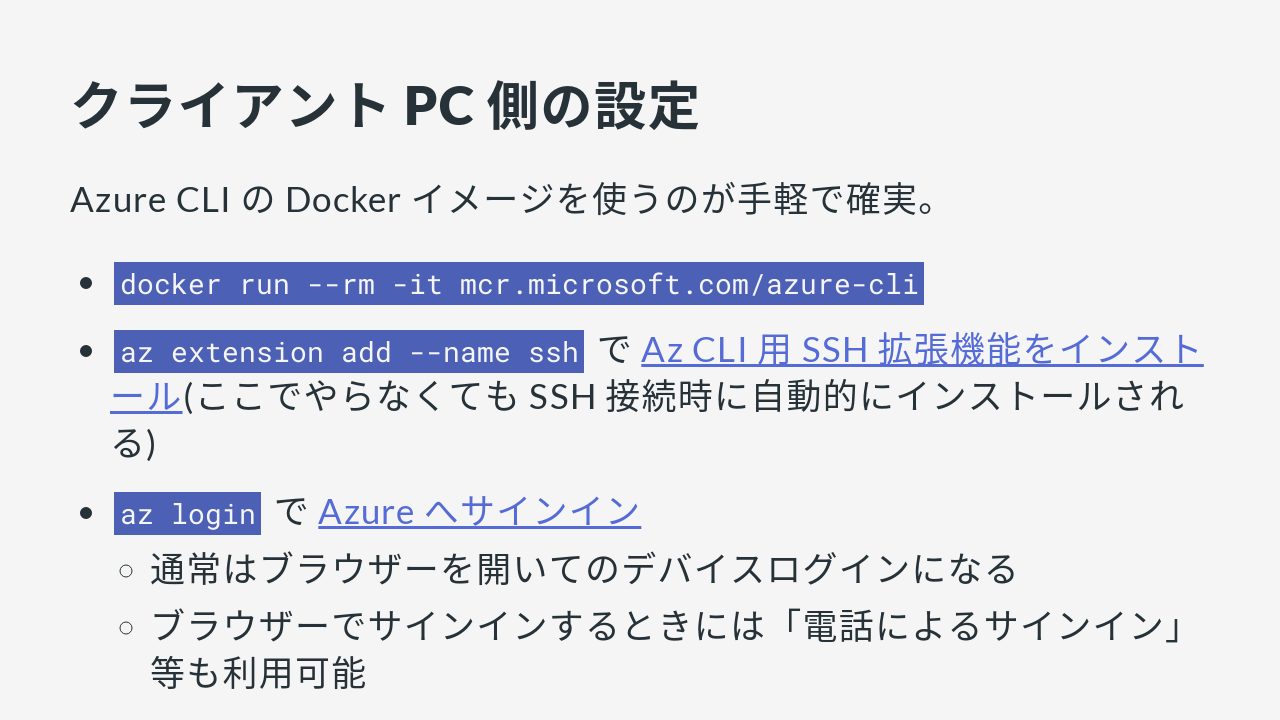 クライアント PC 側の設定
Azure CLI の Docker イメージを使うのが手軽で確実。
docker run --rm -it mcr.microsoft.com/azure-cli
az extension add --name ssh で Az CLI 用 SSH 拡張機能をインスト
ール(ここでやらなくても SSH 接続時に自動的にインストールされ
る)
az login で Azure へサインイン
通常はブラウザーを開いてのデバイスログインになる
ブラウザーでサインインするときには「電話によるサインイン」
等も利用可能